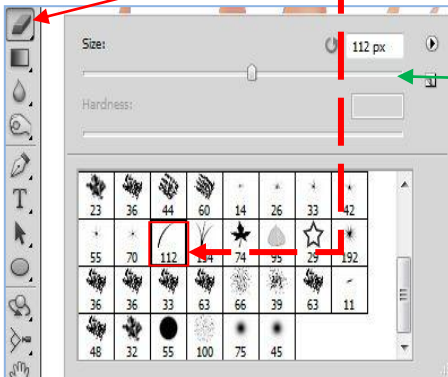 Size:
112 px
Hardness:
23 36 44 60 14 26 33 42
55 70 112 134 74 95 29 192
36 36 33 63 66 39 63 11
48 32 55 100 75 45
T